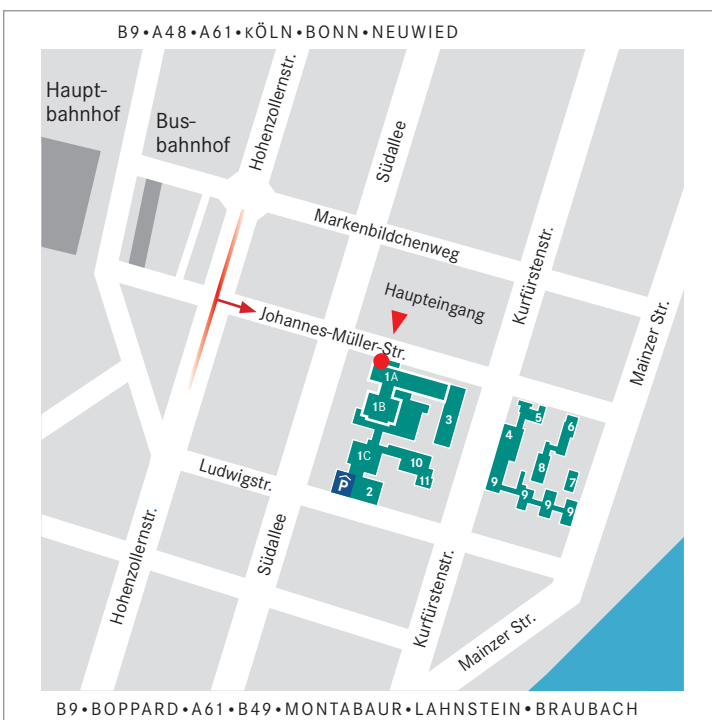 B9•A48•A61•KÖLN•BONN•NEUWIED
Haupt-
bahnhof
Bus-
bahnhof
Hohenzollernstr.
Südallee
Markenbildchenweg
Kurfürstenstr.
Haupteingang
Mainzer Str.
Johannes-Müller-Str.
1A
1B
3
5
6
4
1C
10
8
11
7
Ludwigstr.
P
2
9
9
9
9
Hohenzollernstr.
Südallee
Kurfürstenstr.
Mainzer Str.
B9•BOPPARD•A61•B49•MONTABAUR•LAHNSTEIN•BRAUBACH